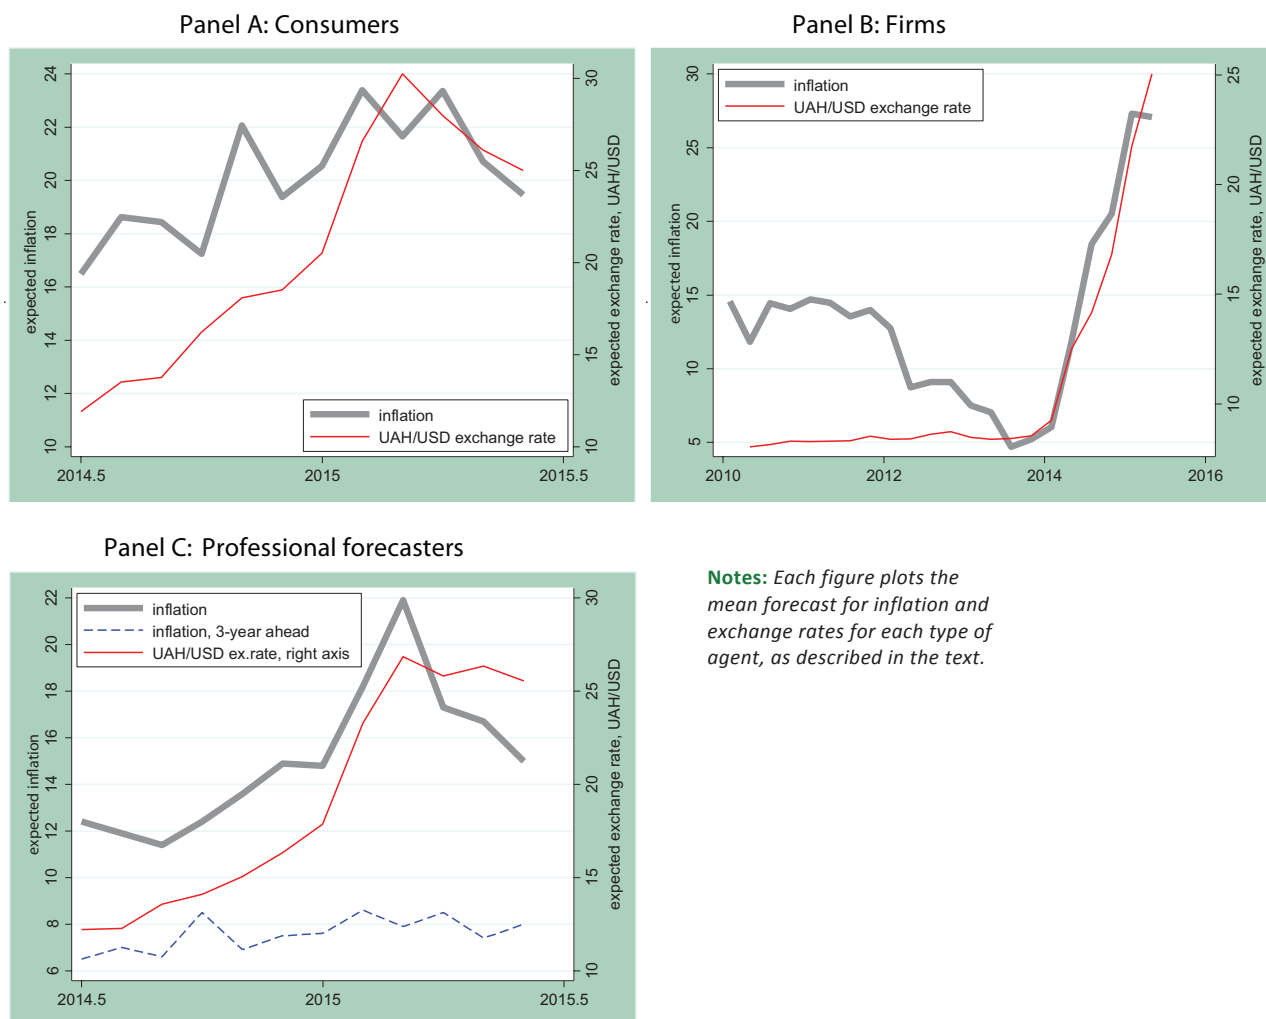 Panel A: Consumers
24
22
20
18
16
14
12
10
expected inflation
30
25
20
15
10
expected exchange rate, UAH/USD
inflation
UAH/USD exchange rate
2014.5
2015
2015.5
Panel B: Firms
30
25
20
15
10
5
expected inflation
25
20
15
10
expected exchange rate, UAH/USD
inflation
UAH/USD exchange rate
2010
2012
2014
2016
Panel C: Professional forecasters
22
20
18
16
14
12
10
8
6
expected inflation
30
25
20
15
10
expected exchange rate, UAH/USD
inflation
inflation, 3-year ahead
UAH/USD ex.rate, right axis
2014.5
2015
2015.5
Notes: Each figure plots the
mean forecast for inflation and
exchange rates for each type of
agent, as described in the text.